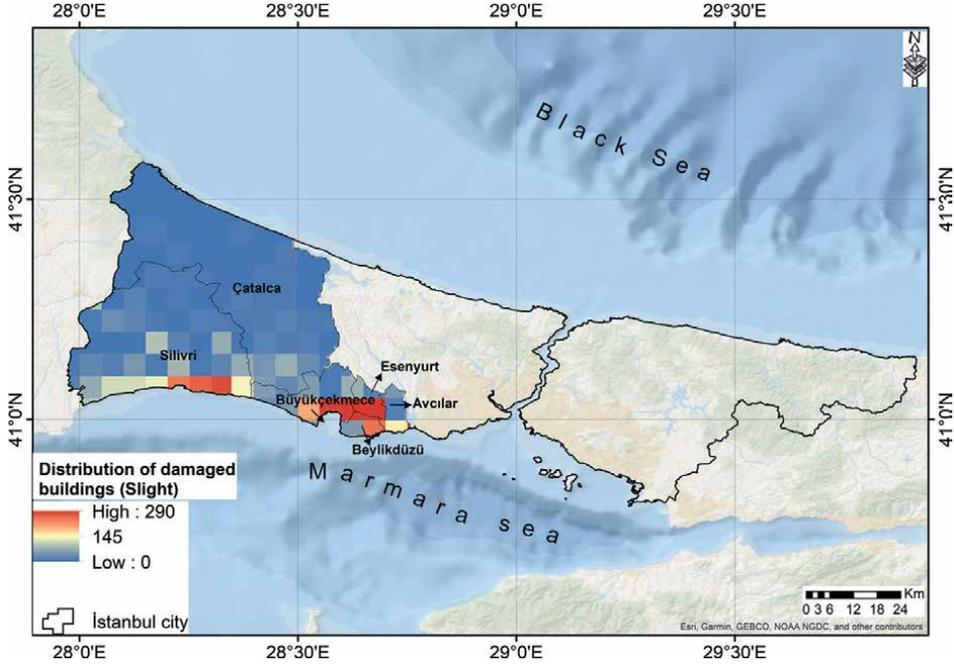 28°0'E 28°30'E 29°0'E 29°30'E
N
Black Sea
41°30'N 41°30'N
Çatalca
Silivri
Esenyurt
Büyükçekmece
Avcılar
41°0'N 41°0'N
Beylikdüzü
Marmara sea
Distribution of damaged
buildings (Slight)
High : 290
145
Low : 0
İstanbul city
Km
0 3 6 12 18 24
Esri, Garmin, GEBCO, NOAA NGDC, and other contributors
28°0'E 28°30'E 29°0'E 29°30'E